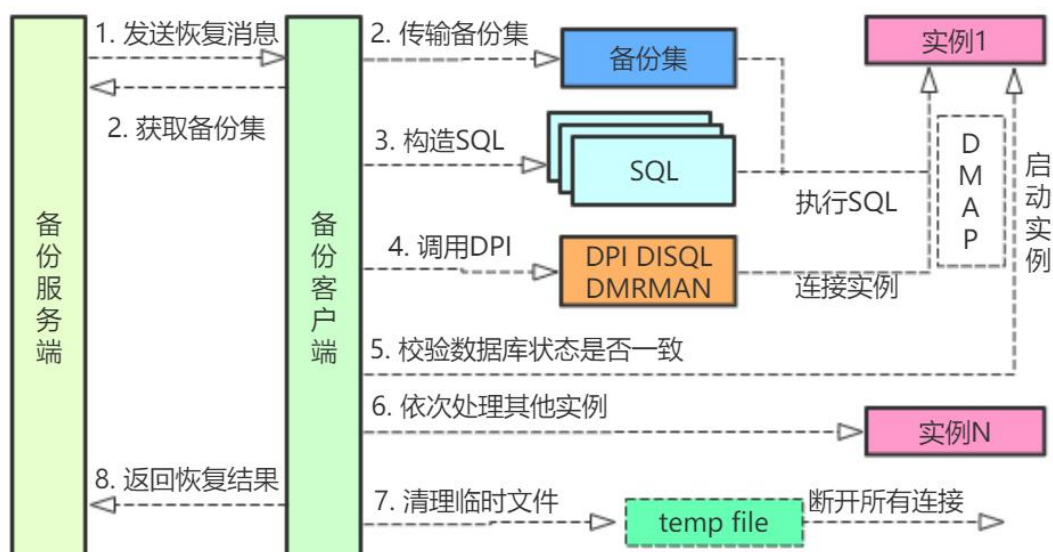 1. 发送恢复消息
2. 传输备份集
备份集
实例1
2. 获取备份集
3. 构造SQL
SQL
执行SQL
DMAP
启动实例
备份服务端
备份客户端
4. 调用DPI
DPI DISQL
DMRMAN
连接实例
5. 校验数据库状态是否一致
6. 依次处理其他实例
实例N
8. 返回恢复结果
7. 清理临时文件
temp file
断开所有连接